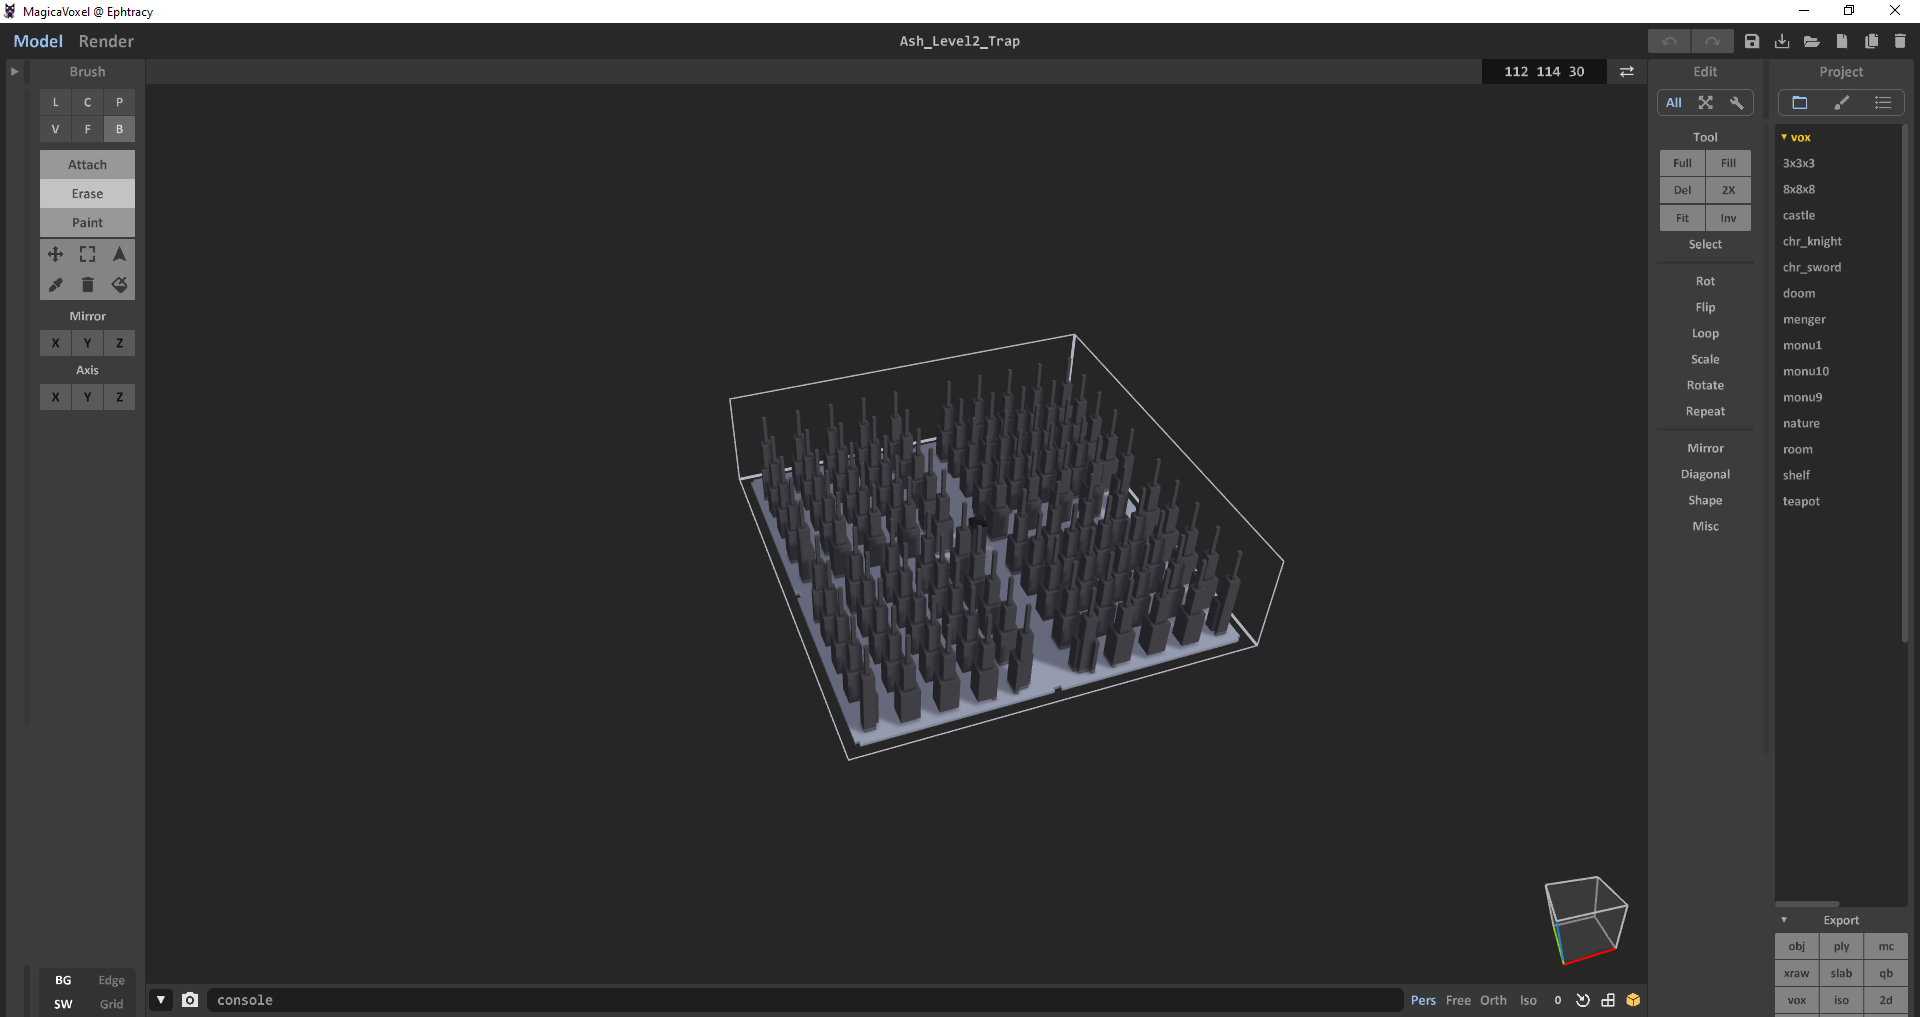 MagicaVoxel @ Ephtracy
Model Render
Ash_Level2_Trap
Brush
112 114 30
Edit
Project
L C P
V F B
All
Attach
Erase
Paint
Mirror
X Y Z
Axis
X Y Z
Tool
Full Fill
Del 2X
Fit Inv
Select
Rot
Flip
Loop
Scale
Rotate
Repeat
Mirror
Diagonal
Shape
Misc
vox
3x3x3
8x8x8
castle
chr_knight
chr_sword
doom
menger
monu1
monu10
monu9
nature
room
shelf
teapot
Export
obj ply mc
xraw slab qb
vox iso 2d
BG Edge
SW Grid
console
Pers Free Orth Iso 0